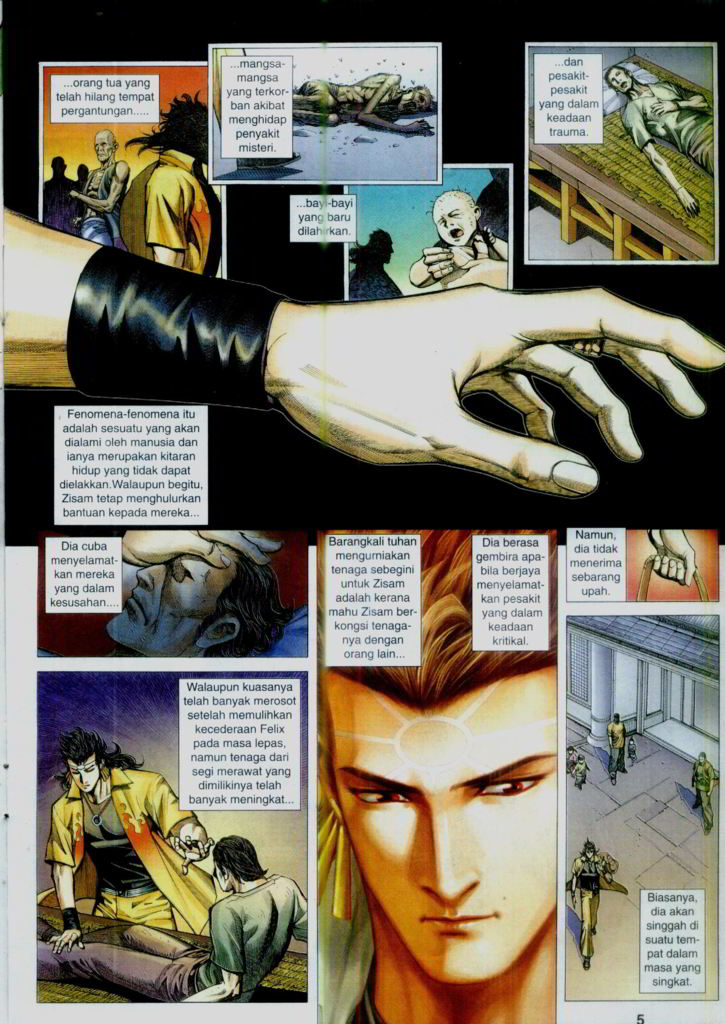 ...orang tua yang
telah hilang tempat
pergantungan.....
...mangsa-
mangsa
yang terkor-
ban akibat
menghidap
penyakit
misteri.
...dan
pesakit-
pesakit
yang dalam
keadaan
trauma.
...bayi-bayi
yang baru
dilahirkan.
Fenomena-fenomena itu
adalah sesuatu yang akan
dialami oleh manusia dan
ianya merupakan kitaran
hidup yang tidak dapat
dielakkan.Walaupun begitu,
Zisam tetap menghulurkan
bantuan kepada mereka...
Dia cuba
menyelamat-
kan mereka
yang dalam
kesusahan....
Barangkali tuhan
mengurniakan
tenaga sebegini
untuk Zisam
adalah kerana
mahu Zisam ber-
kongsi tenaga-
nya dengan
orang lain...
Dia berasa
gembira apa-
bila berjaya
menyelamat-
kan pesakit
yang dalam
keadaan
kritikal.
Namun,
dia tidak
menerima
sebarang
upah.
Walaupun kuasanya
telah banyak merosot
setelah memulihkan
kecederaan Felix
pada masa lepas,
namun tenaga dari
segi merawat yang
dimilikinya telah
banyak meningkat...
Biasanya,
dia akan
singgah di
suatu tem-
pat dalam
masa yang
singkat.
5